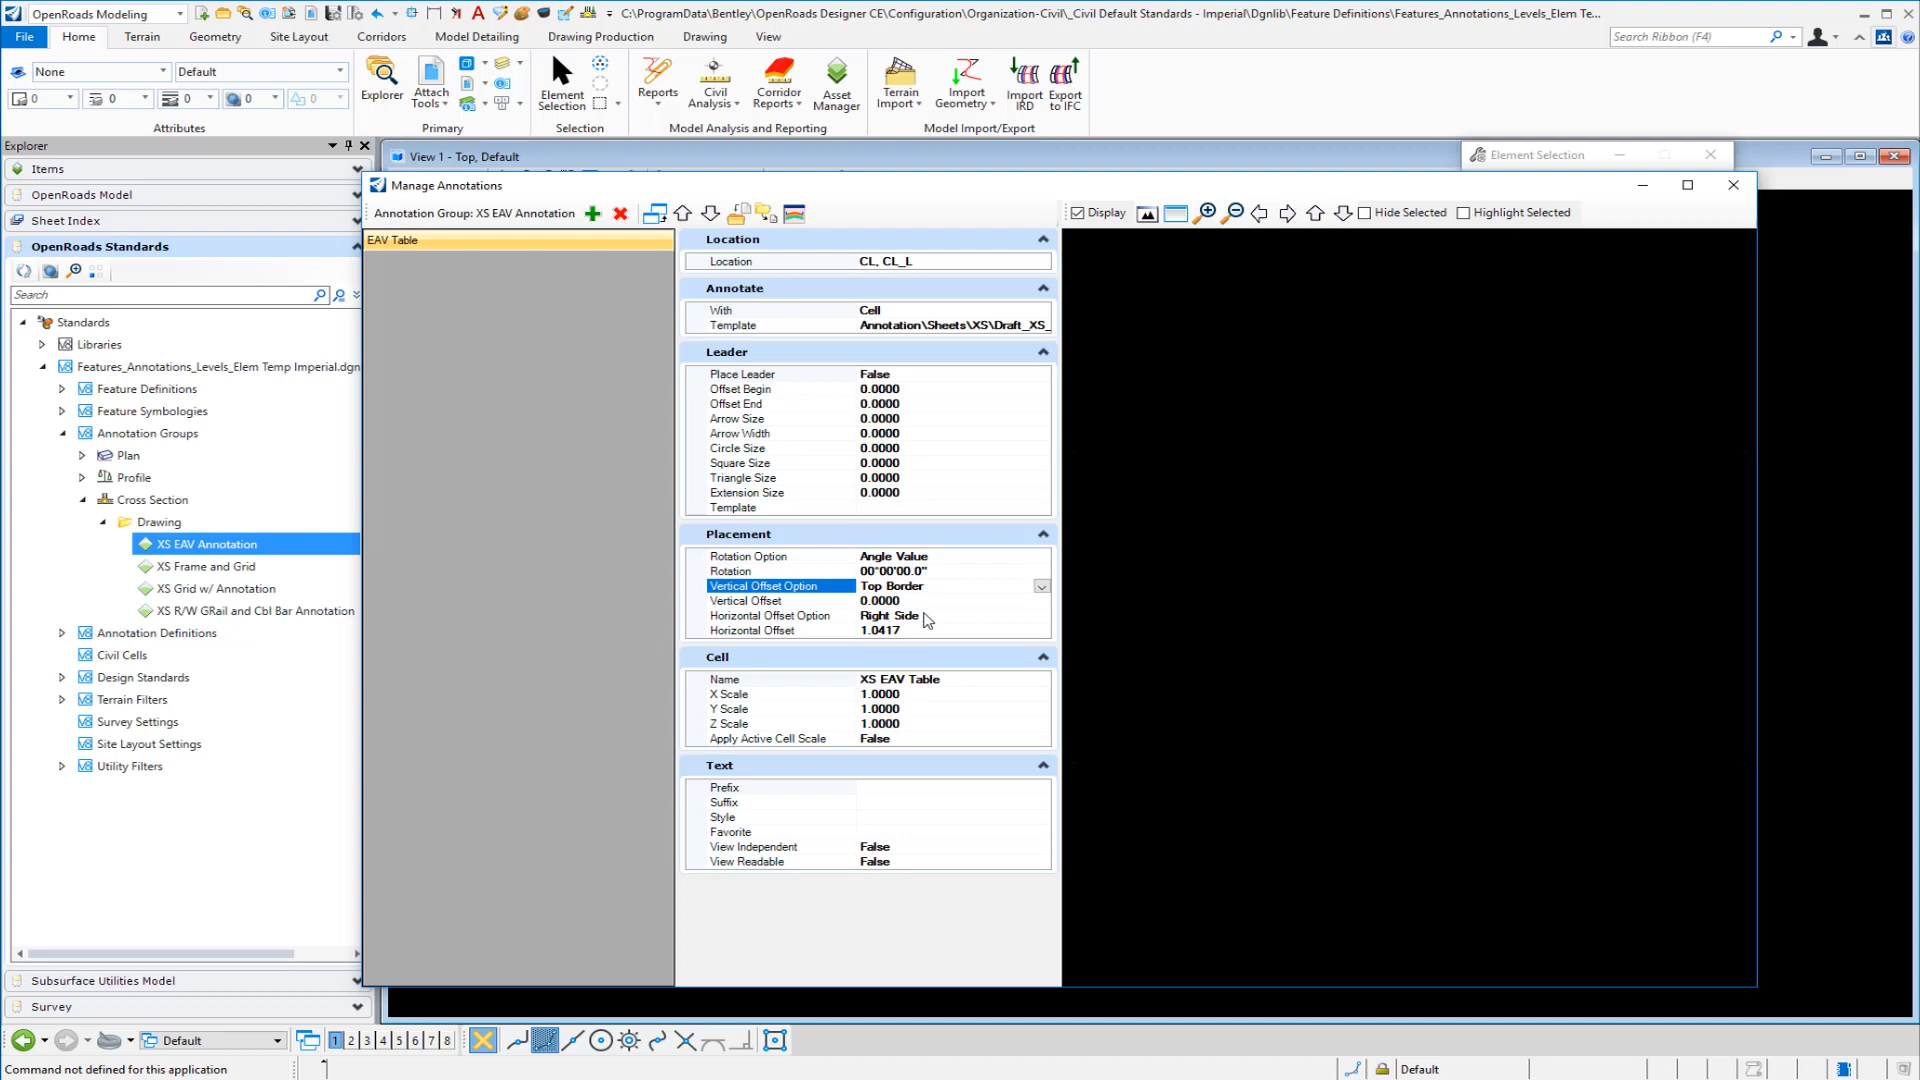 OpenRoads Modeling
C:\ProgramData\Bentley\OpenRoads Designer CE\Configuration\Organization-Civil\_Civil Default Standards - Imperial\Dgnlib\Feature Definitions\Features_Annotations_Levels_Elem Te...
File Home Terrain Geometry Site Layout Corridors Model Detailing Drawing Production Drawing View
Search Ribbon (F4)
None Default
0 0 0 0 0
Attributes
Explorer
Attach Tools
Primary
Element Selection
Selection
Reports
Civil Analysis
Corridor Reports
Asset Manager
Model Analysis and Reporting
Terrain Import
Import Geometry
Import IRD
Export to IFC
Model Import/Export
Explorer
Items
OpenRoads Model
Sheet Index
OpenRoads Standards
Search
Standards
Libraries
Features_Annotations_Levels_Elem Temp Imperial.dgn
Feature Definitions
Feature Symbologies
Annotation Groups
Plan
Profile
Cross Section
Drawing
XS EAV Annotation
XS Frame and Grid
XS Grid w/ Annotation
XS R/W GRail and Cbl Bar Annotation
Annotation Definitions
Civil Cells
Design Standards
Terrain Filters
Survey Settings
Site Layout Settings
Utility Filters
Subsurface Utilities Model
Survey
View 1 - Top, Default
Element Selection
Manage Annotations
Annotation Group: XS EAV Annotation
Display Hide Selected Highlight Selected
EAV Table
Location
Location CL, CL_L
Annotate
With Cell
Template Annotation\Sheets\XS\Draft_XS_
Leader
Place Leader False
Offset Begin 0.0000
Offset End 0.0000
Arrow Size 0.0000
Arrow Width 0.0000
Circle Size 0.0000
Square Size 0.0000
Triangle Size 0.0000
Extension Size 0.0000
Template
Placement
Rotation Option Angle Value
Rotation 00°00'00.0"
Vertical Offset Option Top Border
Vertical Offset 0.0000
Horizontal Offset Option Right Side
Horizontal Offset 1.0417
Cell
Name XS EAV Table
X Scale 1.0000
Y Scale 1.0000
Z Scale 1.0000
Apply Active Cell Scale False
Text
Prefix
Suffix
Style
Favorite
View Independent False
View Readable False
Default
1 2 3 4 5 6 7 8
Command not defined for this application
Default